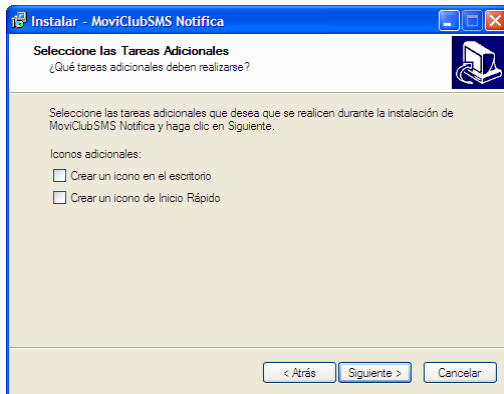 Instalar - MoviClubSMS Notifica
Seleccione las Tareas Adicionales
¿Qué tareas adicionales deben realizarse?
Seleccione las tareas adicionales que desea que se realicen durante la instalación de
MoviClubSMS Notifica y haga clic en Siguiente.
Iconos adicionales:
Crear un icono en el escritorio
Crear un icono de Inicio Rápido
< Atrás Siguiente > Cancelar